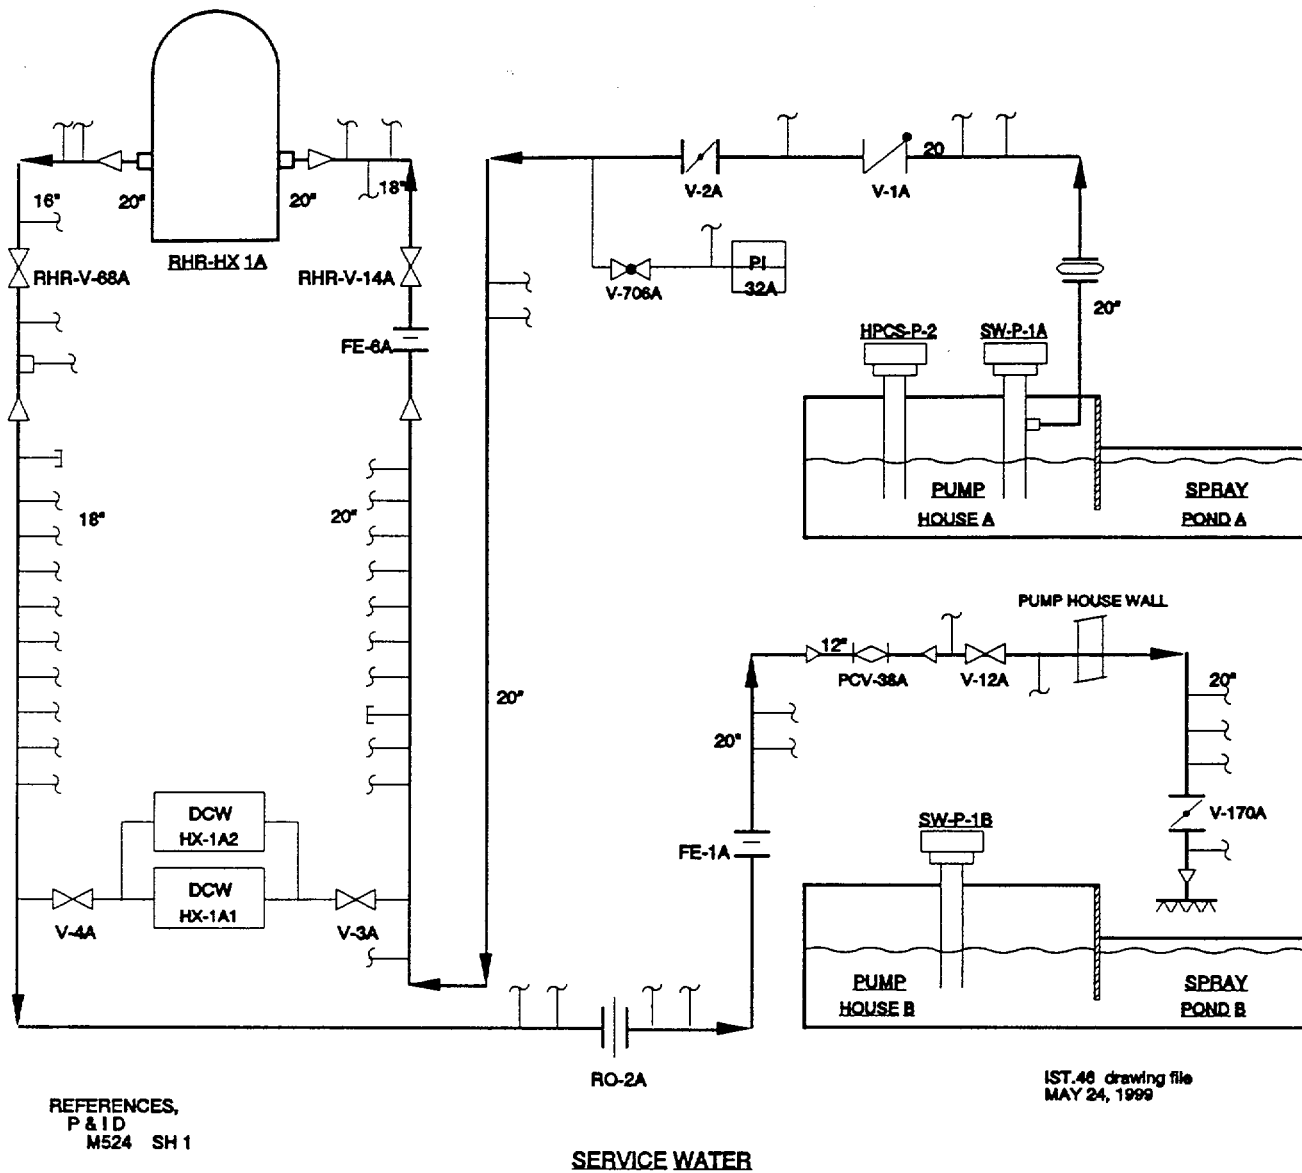 20
V-2A
V-1A
16"
20"
20"
18"
RHR-HX 1A
RHR-V-68A
RHR-V-14A
V-706A
PI
32A
20"
FE-6A
HPCS-P-2
SW-P-1A
PUMP
HOUSE A
SPRAY
POND A
18"
20"
PUMP HOUSE WALL
12"
PCV-38A
V-12A
20"
20"
20"
DCW
HX-1A2
DCW
HX-1A1
V-4A
V-3A
FE-1A
SW-P-1B
V-170A
PUMP
HOUSE B
SPRAY
POND B
RO-2A
IST.46 drawing file
MAY 24, 1999
REFERENCES,
P & I D
M524 SH 1
SERVICE WATER